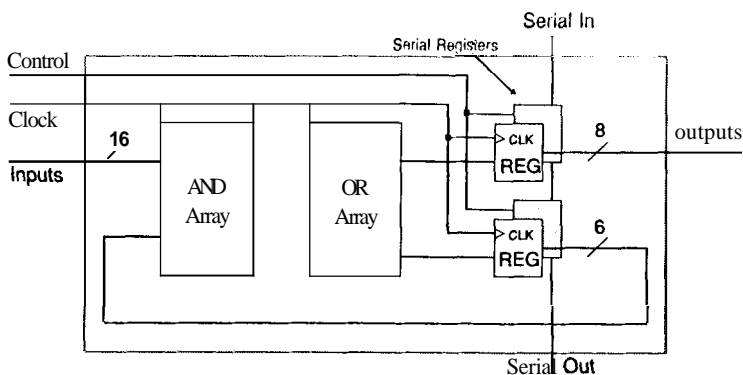 Serial In
Serial Registers
Control
Clock
16
Inputs
AND
Array
OR
Array
CLK
REG
8
outputs
CLK
REG
6
Serial Out